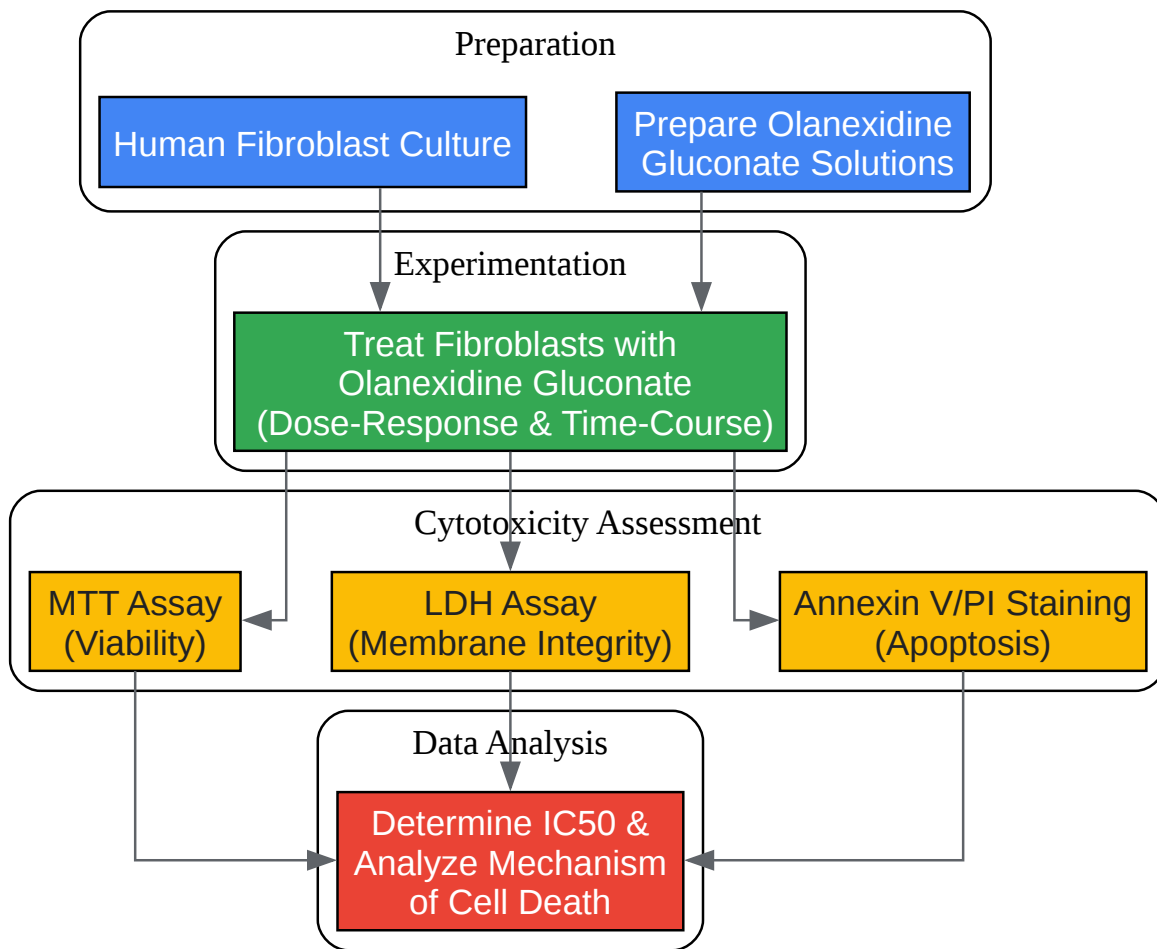 Preparation
Human Fibroblast Culture
Prepare Olanexidine
Gluconate Solutions
Experimentation
Treat Fibroblasts with
Olanexidine Gluconate
(Dose-Response & Time-Course)
Cytotoxicity Assessment
MTT Assay
(Viability)
LDH Assay
(Membrane Integrity)
Annexin V/PI Staining
(Apoptosis)
Data Analysis
Determine IC50 &
Analyze Mechanism
of Cell Death